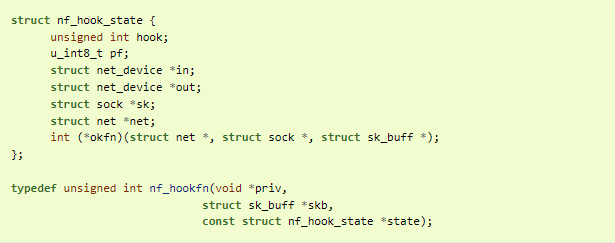 struct nf_hook_state {
      unsigned int hook;
      u_int8_t pf;
      struct net_device *in;
      struct net_device *out;
      struct sock *sk;
      struct net *net;
      int (*okfn)(struct net *, struct sock *, struct sk_buff *);
};

typedef unsigned int nf_hookfn(void *priv,
                             struct sk_buff *skb,
                             const struct nf_hook_state *state);